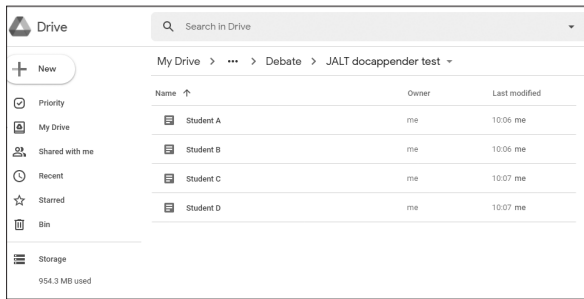 Drive
Search in Drive
New
My Drive > ••• > Debate > JALT docappender test
Name ↑ Owner Last modified
Priority
My Drive
Shared with me
Recent
Starred
Bin
Storage
954.3 MB used
Student A me 10:06 me
Student B me 10:06 me
Student C me 10:07 me
Student D me 10:07 me